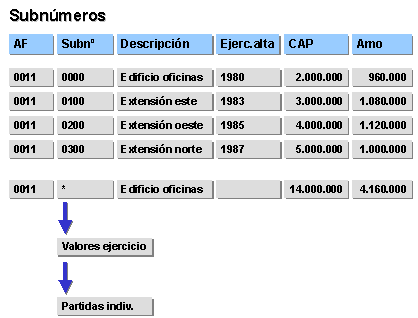 Subnúmeros
AF Subn° Descripción Ejerc.alta CAP Amo
0011 0000 Edificio oficinas 1980 2.000.000 960.000
0011 0100 Extensión este 1983 3.000.000 1.080.000
0011 0200 Extensión oeste 1985 4.000.000 1.120.000
0011 0300 Extensión norte 1987 5.000.000 1.000.000
0011 * Edificio oficinas 14.000.000 4.160.000
Valores ejercicio
Partidas indiv.